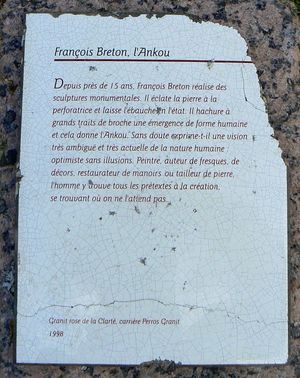 François Breton, l'Ankou
Depuis près de 15 ans, François Breton réalise des
sculptures monumentales. Il éclate la pierre à la
perforatrice et laisse l'ébauche en l'état. Il hachure à
grands traits de broche une émergence de forme humaine
et cela donne l'Ankou. Sans doute exprime-t-il une vision
très ambiguë et très actuelle de la nature humaine :
optimiste sans illusions. Peintre, auteur de fresques, de
décors, restaurateur de manoirs ou tailleur de pierre,
l'homme y trouve tous les prétextes à la création,
se trouvant où on ne l'attend pas.
Granit rose de la Clarté, carrière Perros Granit
1998